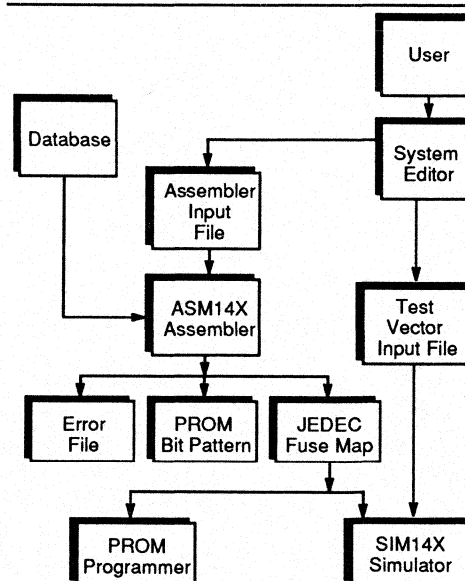 User
Database
System
Editor
Assembler
Input
File
ASM14X
Assembler
Test
Vector
Input File
Error
File
PROM
Bit Pattern
JEDEC
Fuse Map
PROM
Programmer
SIM14X
Simulator